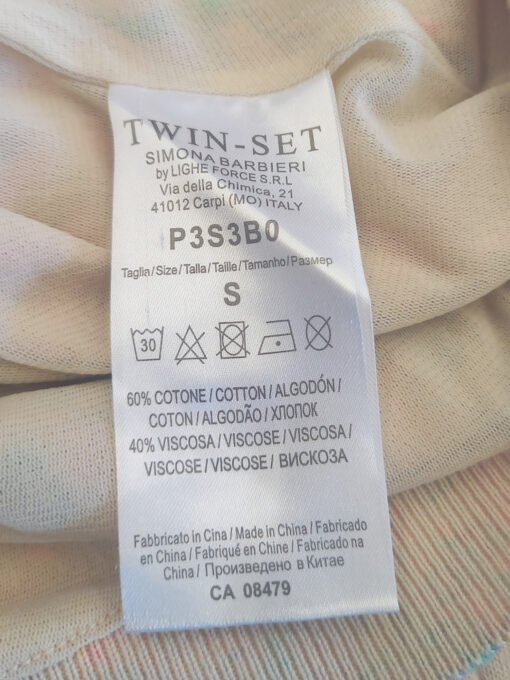 TWIN-SET
SIMONA BARBIERI
by LIGHE FORCE S.R.L
Via della Chimica, 21
41012 Carpi (MO) ITALY
P3S3B0
Taglia/Size/Talla/Taille/Tamanho/Размер
S
30
60% COTONE / COTTON / ALGODÓN /
COTON / ALGODÃO / ХЛОПОК
40% VISCOSA / VISCOSE / VISCOSA /
VISCOSE / VISCOSE / ВИСКОЗА
Fabbricato in Cina / Made in China / Fabricado
en China / Fabriqué en Chine / Fabricado na
China / Произведено в Китае
CA 08479